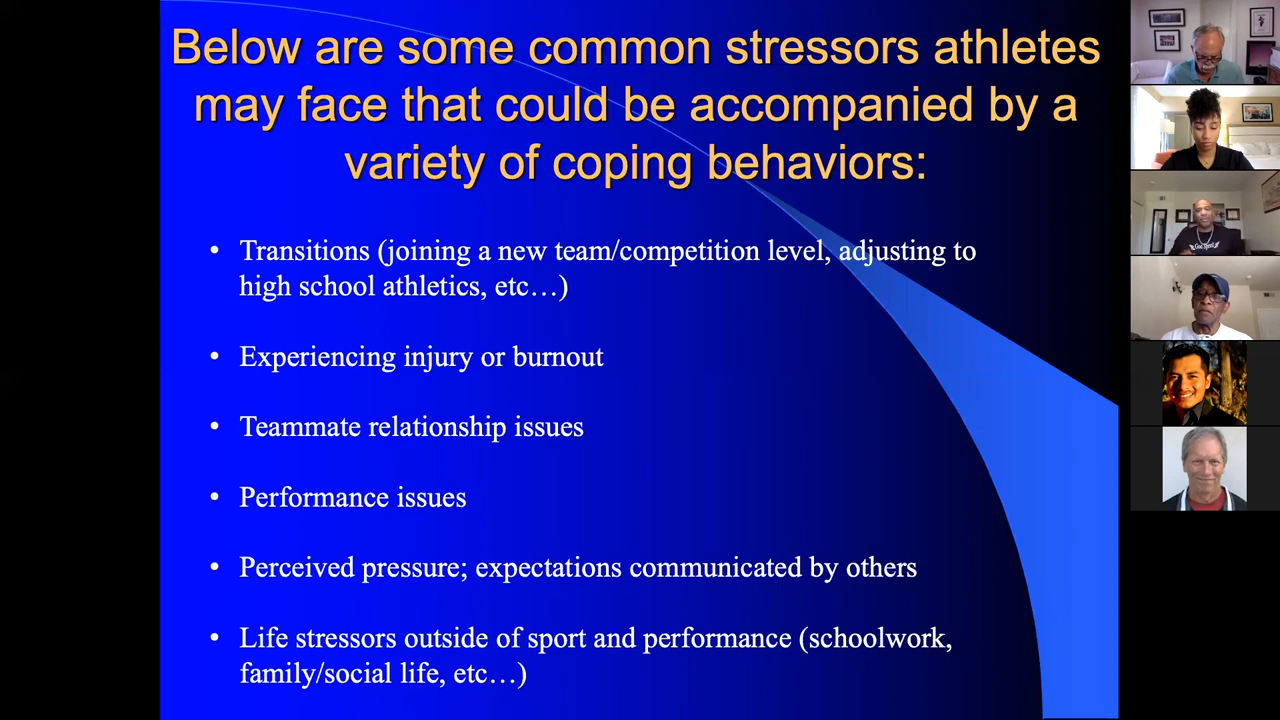 Below are some common stressors athletes
may face that could be accompanied by a
variety of coping behaviors:
• Transitions (joining a new team/competition level, adjusting to
high school athletics, etc…)
• Experiencing injury or burnout
• Teammate relationship issues
• Performance issues
• Perceived pressure; expectations communicated by others
• Life stressors outside of sport and performance (schoolwork,
family/social life, etc…)